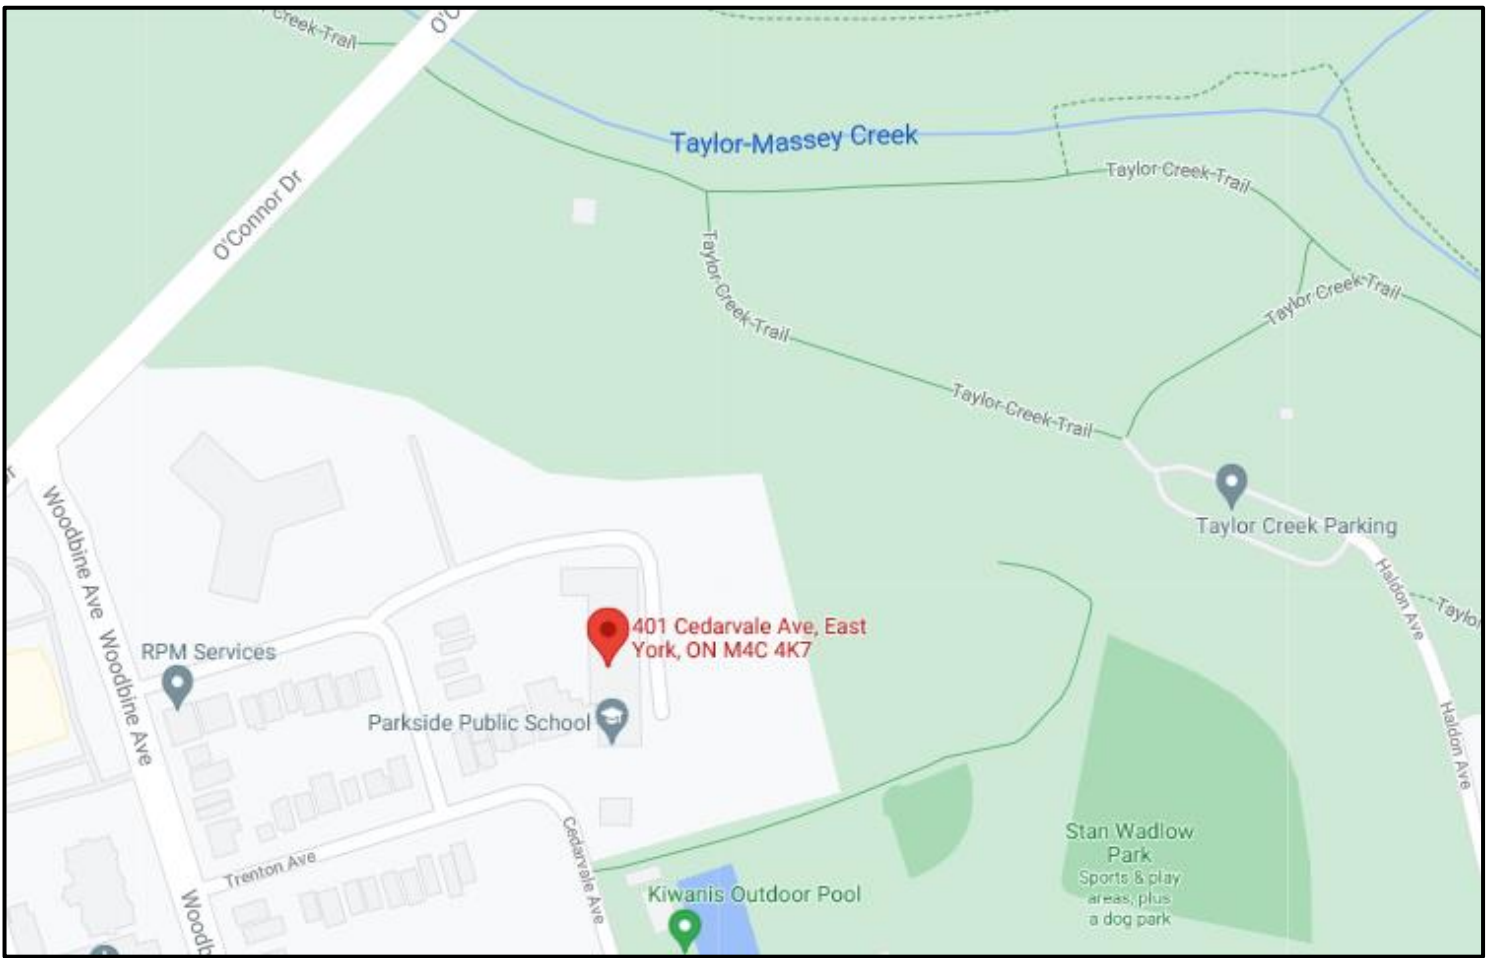 Creek-Trail
O'C
O'Connor Dr
Taylor-Massey Creek
Taylor Creek-Trail
Taylor-Creek-Trail
Taylor Creek-Trail
Taylor-Creek-Trail
Taylor Creek Parking
Woodbine Ave
Woodbine Ave
Haldon Ave
Taylor
RPM Services
401 Cedarvale Ave, East
York, ON M4C 4K7
Parkside Public School
Haldon Ave
Cedarvale Ave
Trenton Ave
Stan Wadlow
Park
Sports & play
areas, plus
a dog park
Kiwanis Outdoor Pool
Woodb